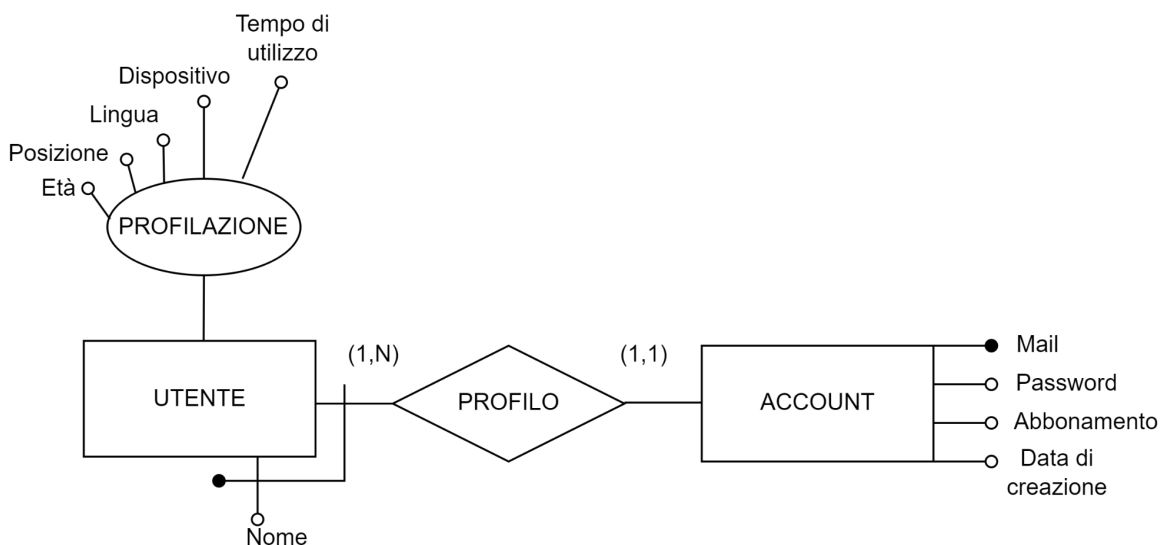 Tempo di
utilizzo
Dispositivo
Lingua
Posizione
Età
PROFILAZIONE
(1,N)
(1,1)
UTENTE
PROFILO
ACCOUNT
Mail
Password
Abbonamento
Data di
creazione
Nome